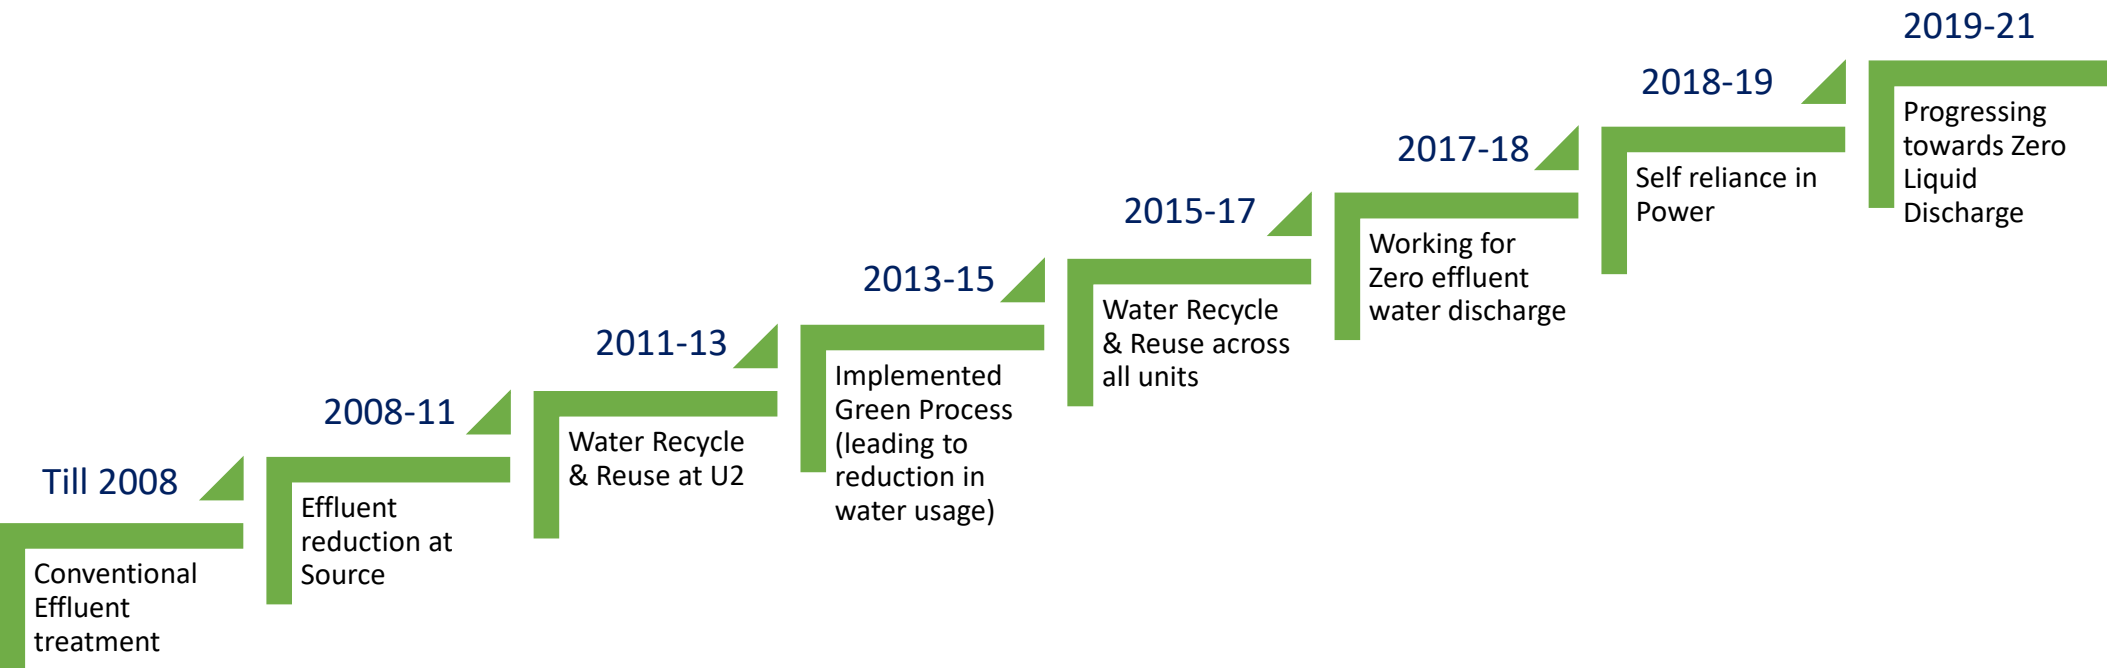 Till 2008
Conventional
Effluent
treatment
2008-11
Effluent
reduction at
Source
2011-13
Water Recycle
& Reuse at U2
2013-15
Implemented
Green Process
(leading to
reduction in
water usage)
2015-17
Water Recycle
& Reuse across
all units
2017-18
Working for
Zero effluent
water discharge
2018-19
Self reliance in
Power
2019-21
Progressing
towards Zero
Liquid
Discharge